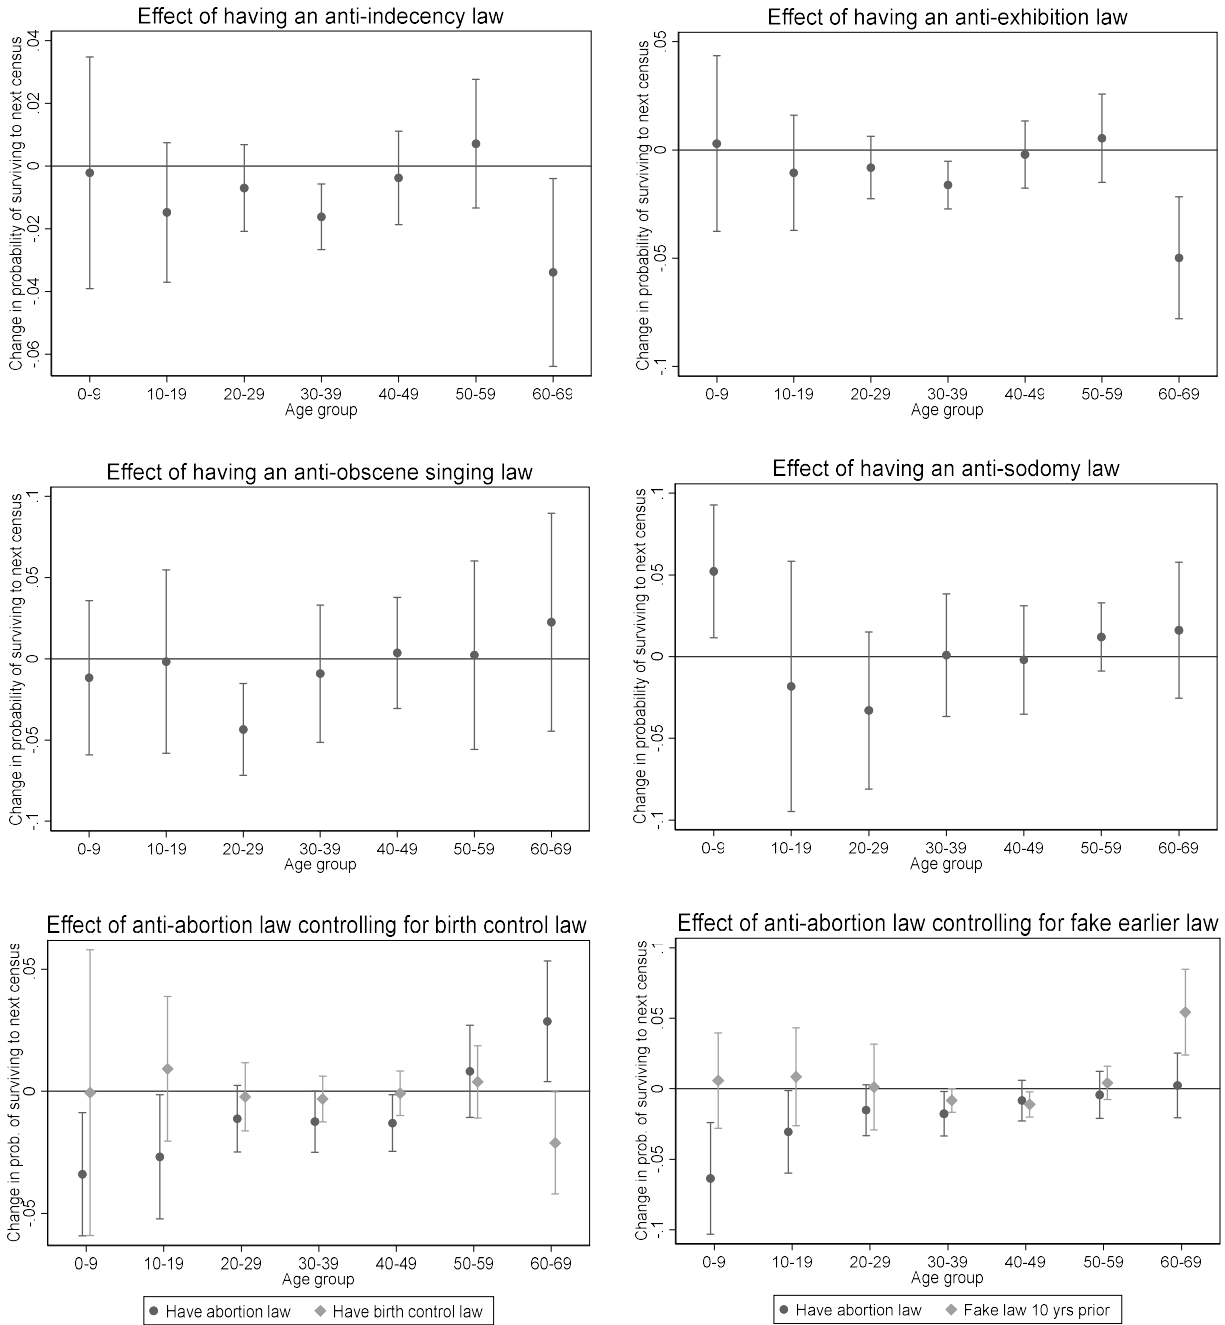 Effect of having an anti-indecency law
Change in probability of surviving to next census
.04
.02
0
-.02
-.04
-.06
0-9 10-19 20-29 30-39 40-49 50-59 60-69
Age group
Effect of having an anti-exhibition law
Change in probability of surviving to next census
.05
0
-.05
-.1
0-9 10-19 20-29 30-39 40-49 50-59 60-69
Age group
Effect of having an anti-obscene singing law
Change in probability of surviving to next census
.1
.05
0
-.05
-.1
0-9 10-19 20-29 30-39 40-49 50-59 60-69
Age group
Effect of having an anti-sodomy law
Change in probability of surviving to next census
.1
.05
0
-.05
-.1
0-9 10-19 20-29 30-39 40-49 50-59 60-69
Age group
Effect of anti-abortion law controlling for birth control law
Change in prob. of surviving to next census
.05
0
-.05
0-9 10-19 20-29 30-39 40-49 50-59 60-69
Age group
Have abortion law Have birth control law
Effect of anti-abortion law controlling for fake earlier law
Change in prob. of surviving to next census
.1
.05
0
-.05
-.1
0-9 10-19 20-29 30-39 40-49 50-59 60-69
Age group
Have abortion law Fake law 10 yrs prior